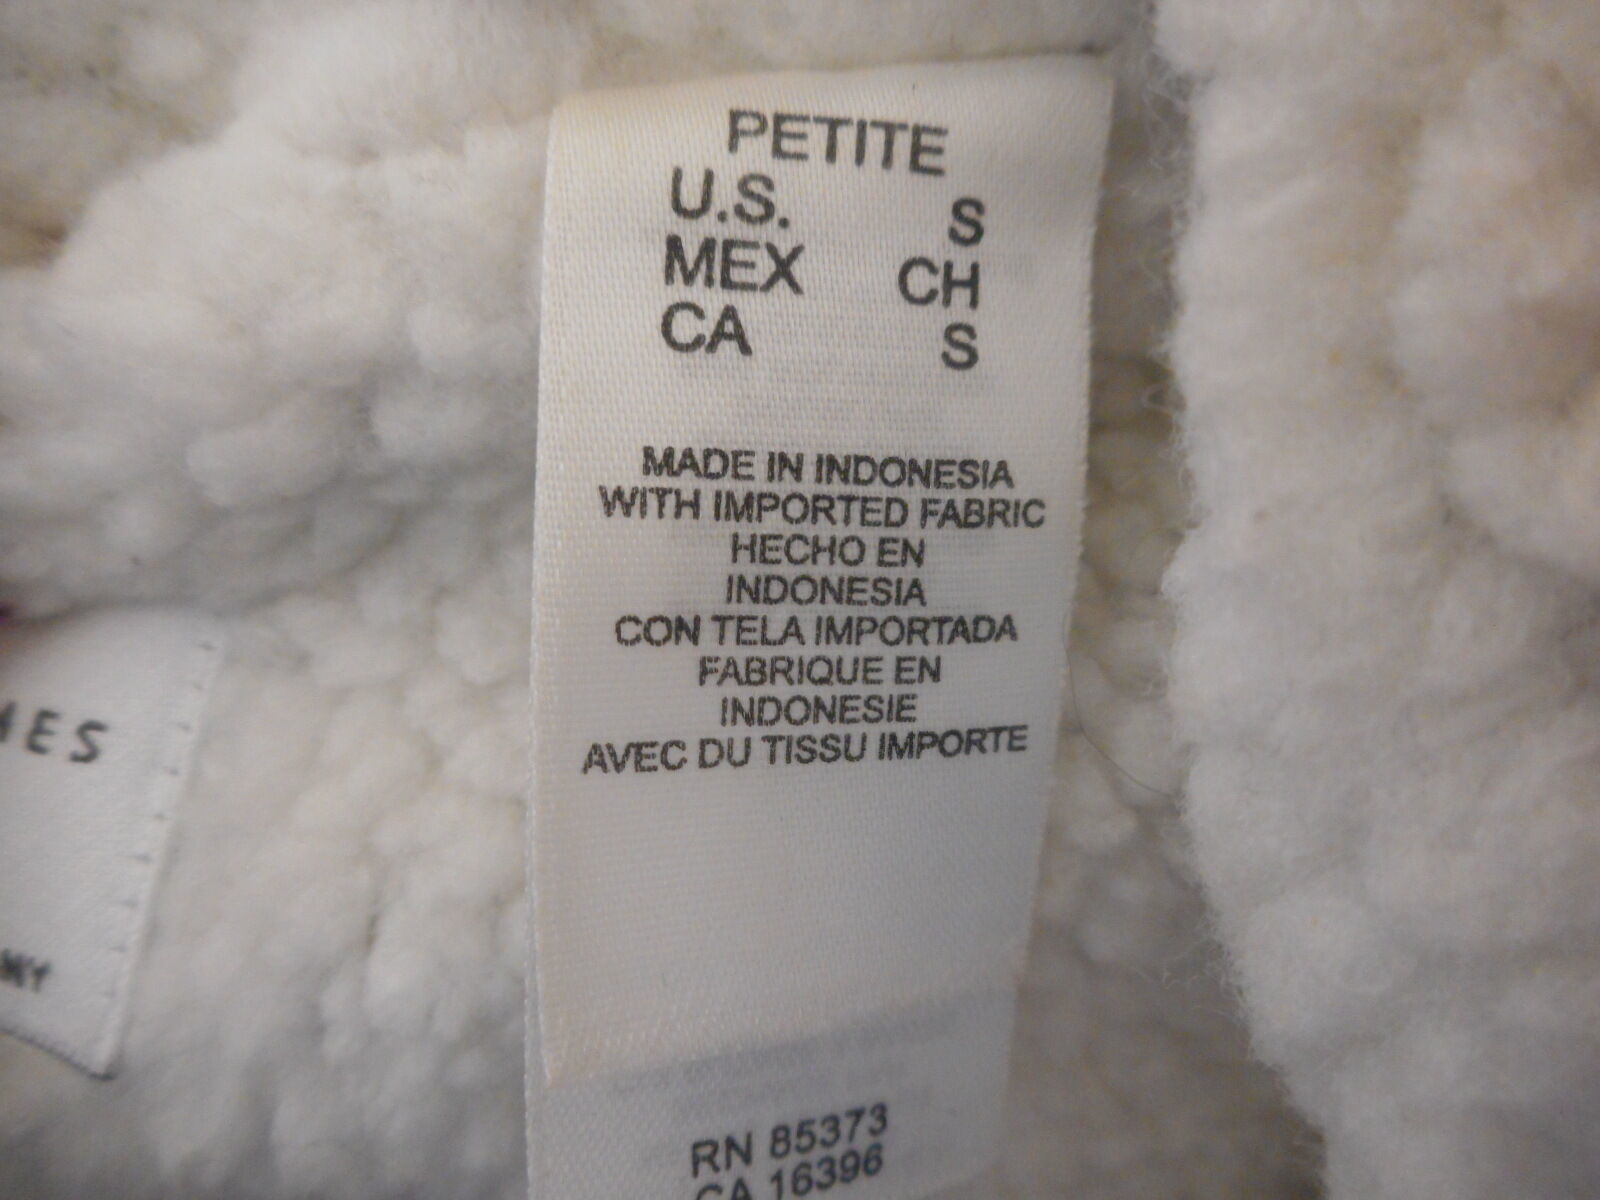 PETITE
U.S. S
MEX CH
CA S
MADE IN INDONESIA
WITH IMPORTED FABRIC
HECHO EN
INDONESIA
CON TELA IMPORTADA
FABRIQUE EN
INDONESIE
AVEC DU TISSU IMPORTE
RN 85373
CA 16396